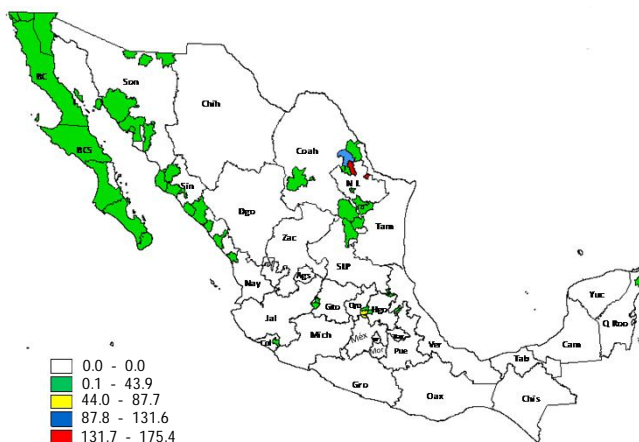 BC
Son
Chih
Coah
BCS
Sin
N L
Dgo
Tam
Zac
SLP
Nay
Ags
Yuc
Gto
Qro
Hgo
Jal
Q Roo
Mich
Méx
Ver
Cam
Col
Mor
Pue
Tab
Gro
Oax
Chis
0.0 - 0.0
0.1 - 43.9
44.0 - 87.7
87.8 - 131.6
131.7 - 175.4